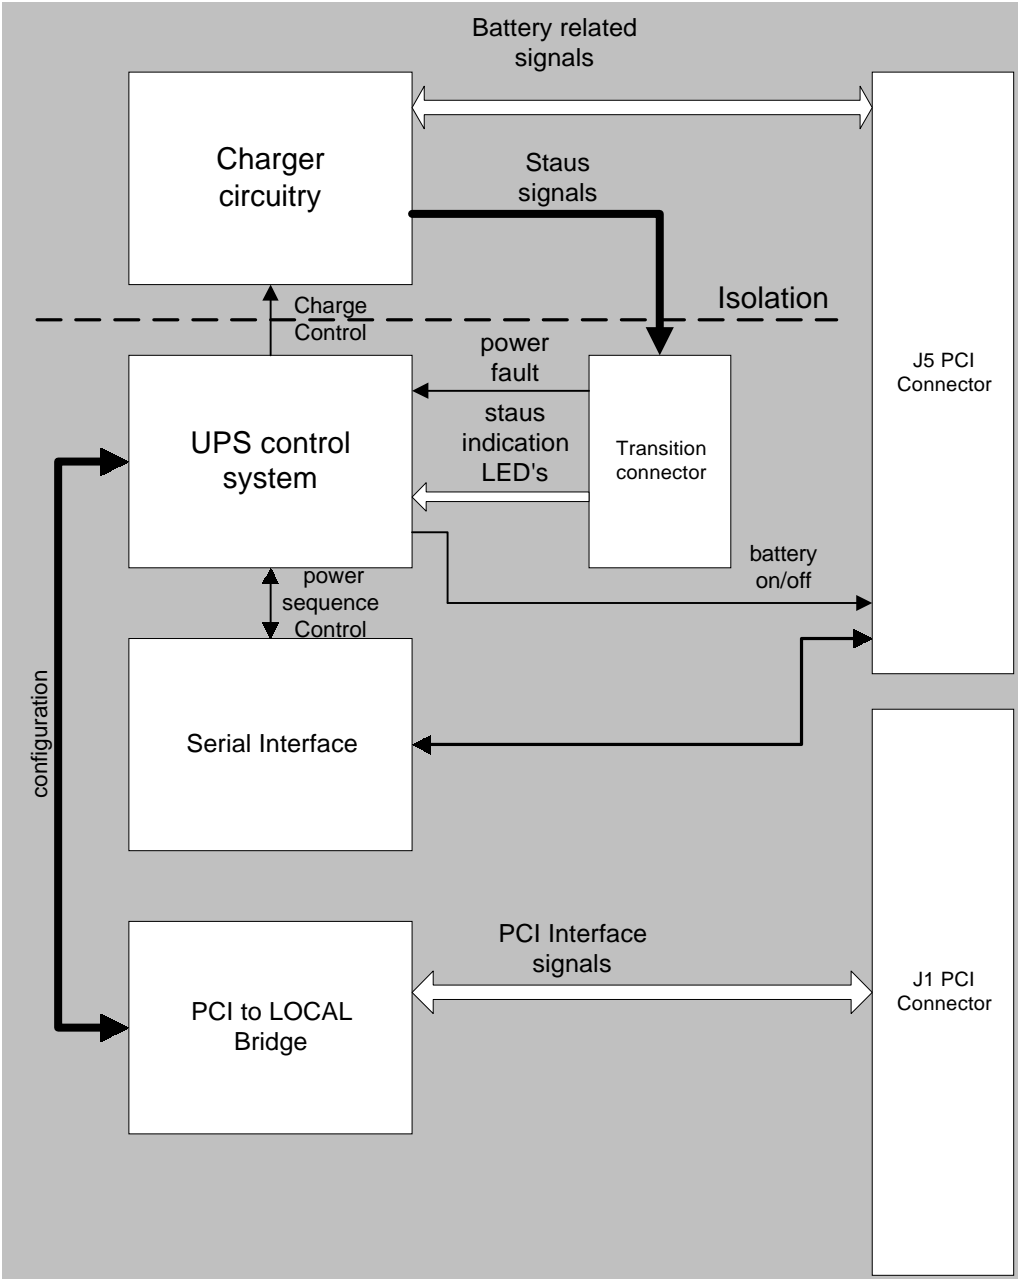 Battery related
signals
Charger
circuitry
Staus
signals
Charge
Control
Isolation
power
fault
J5 PCI
Connector
UPS control
system
staus
indication
LED's
Transition
connector
battery
on/off
power
sequence
Control
configuration
Serial Interface
PCI Interface
signals
PCI to LOCAL
Bridge
J1 PCI
Connector